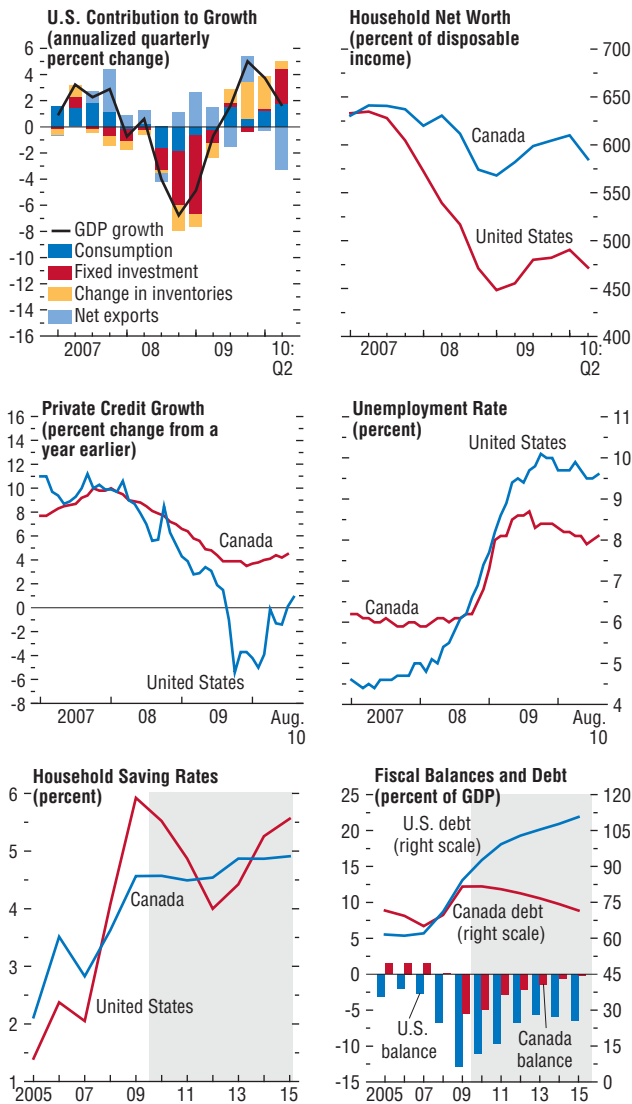 U.S. Contribution to Growth
(annualized quarterly
percent change)
6
4
2
0
-2
-4
-6
-8
-10
-12
-14
-16
GDP growth
Consumption
Fixed investment
Change in inventories
Net exports
2007
08
09
10:
Q2
Household Net Worth
(percent of disposable
income)
700
650
600
550
500
450
400
Canada
United States
2007
08
09
10:
Q2
Private Credit Growth
(percent change from a
year earlier)
16
14
12
10
8
6
4
2
0
-2
-4
-6
-8
Canada
United States
2007
08
09
Aug.
10
Unemployment Rate
(percent)
11
10
9
8
7
6
5
4
United States
Canada
2007
08
09
Aug.
10
Household Saving Rates
(percent)
6
5
4
3
2
1
Canada
United States
2005
07
09
11
13
15
Fiscal Balances and Debt
(percent of GDP)
25
20
15
10
5
0
-5
-10
-15
120
105
90
75
60
45
30
15
0
U.S. debt
(right scale)
Canada debt
(right scale)
U.S.
balance
Canada
balance
2005
07
09
11
13
15